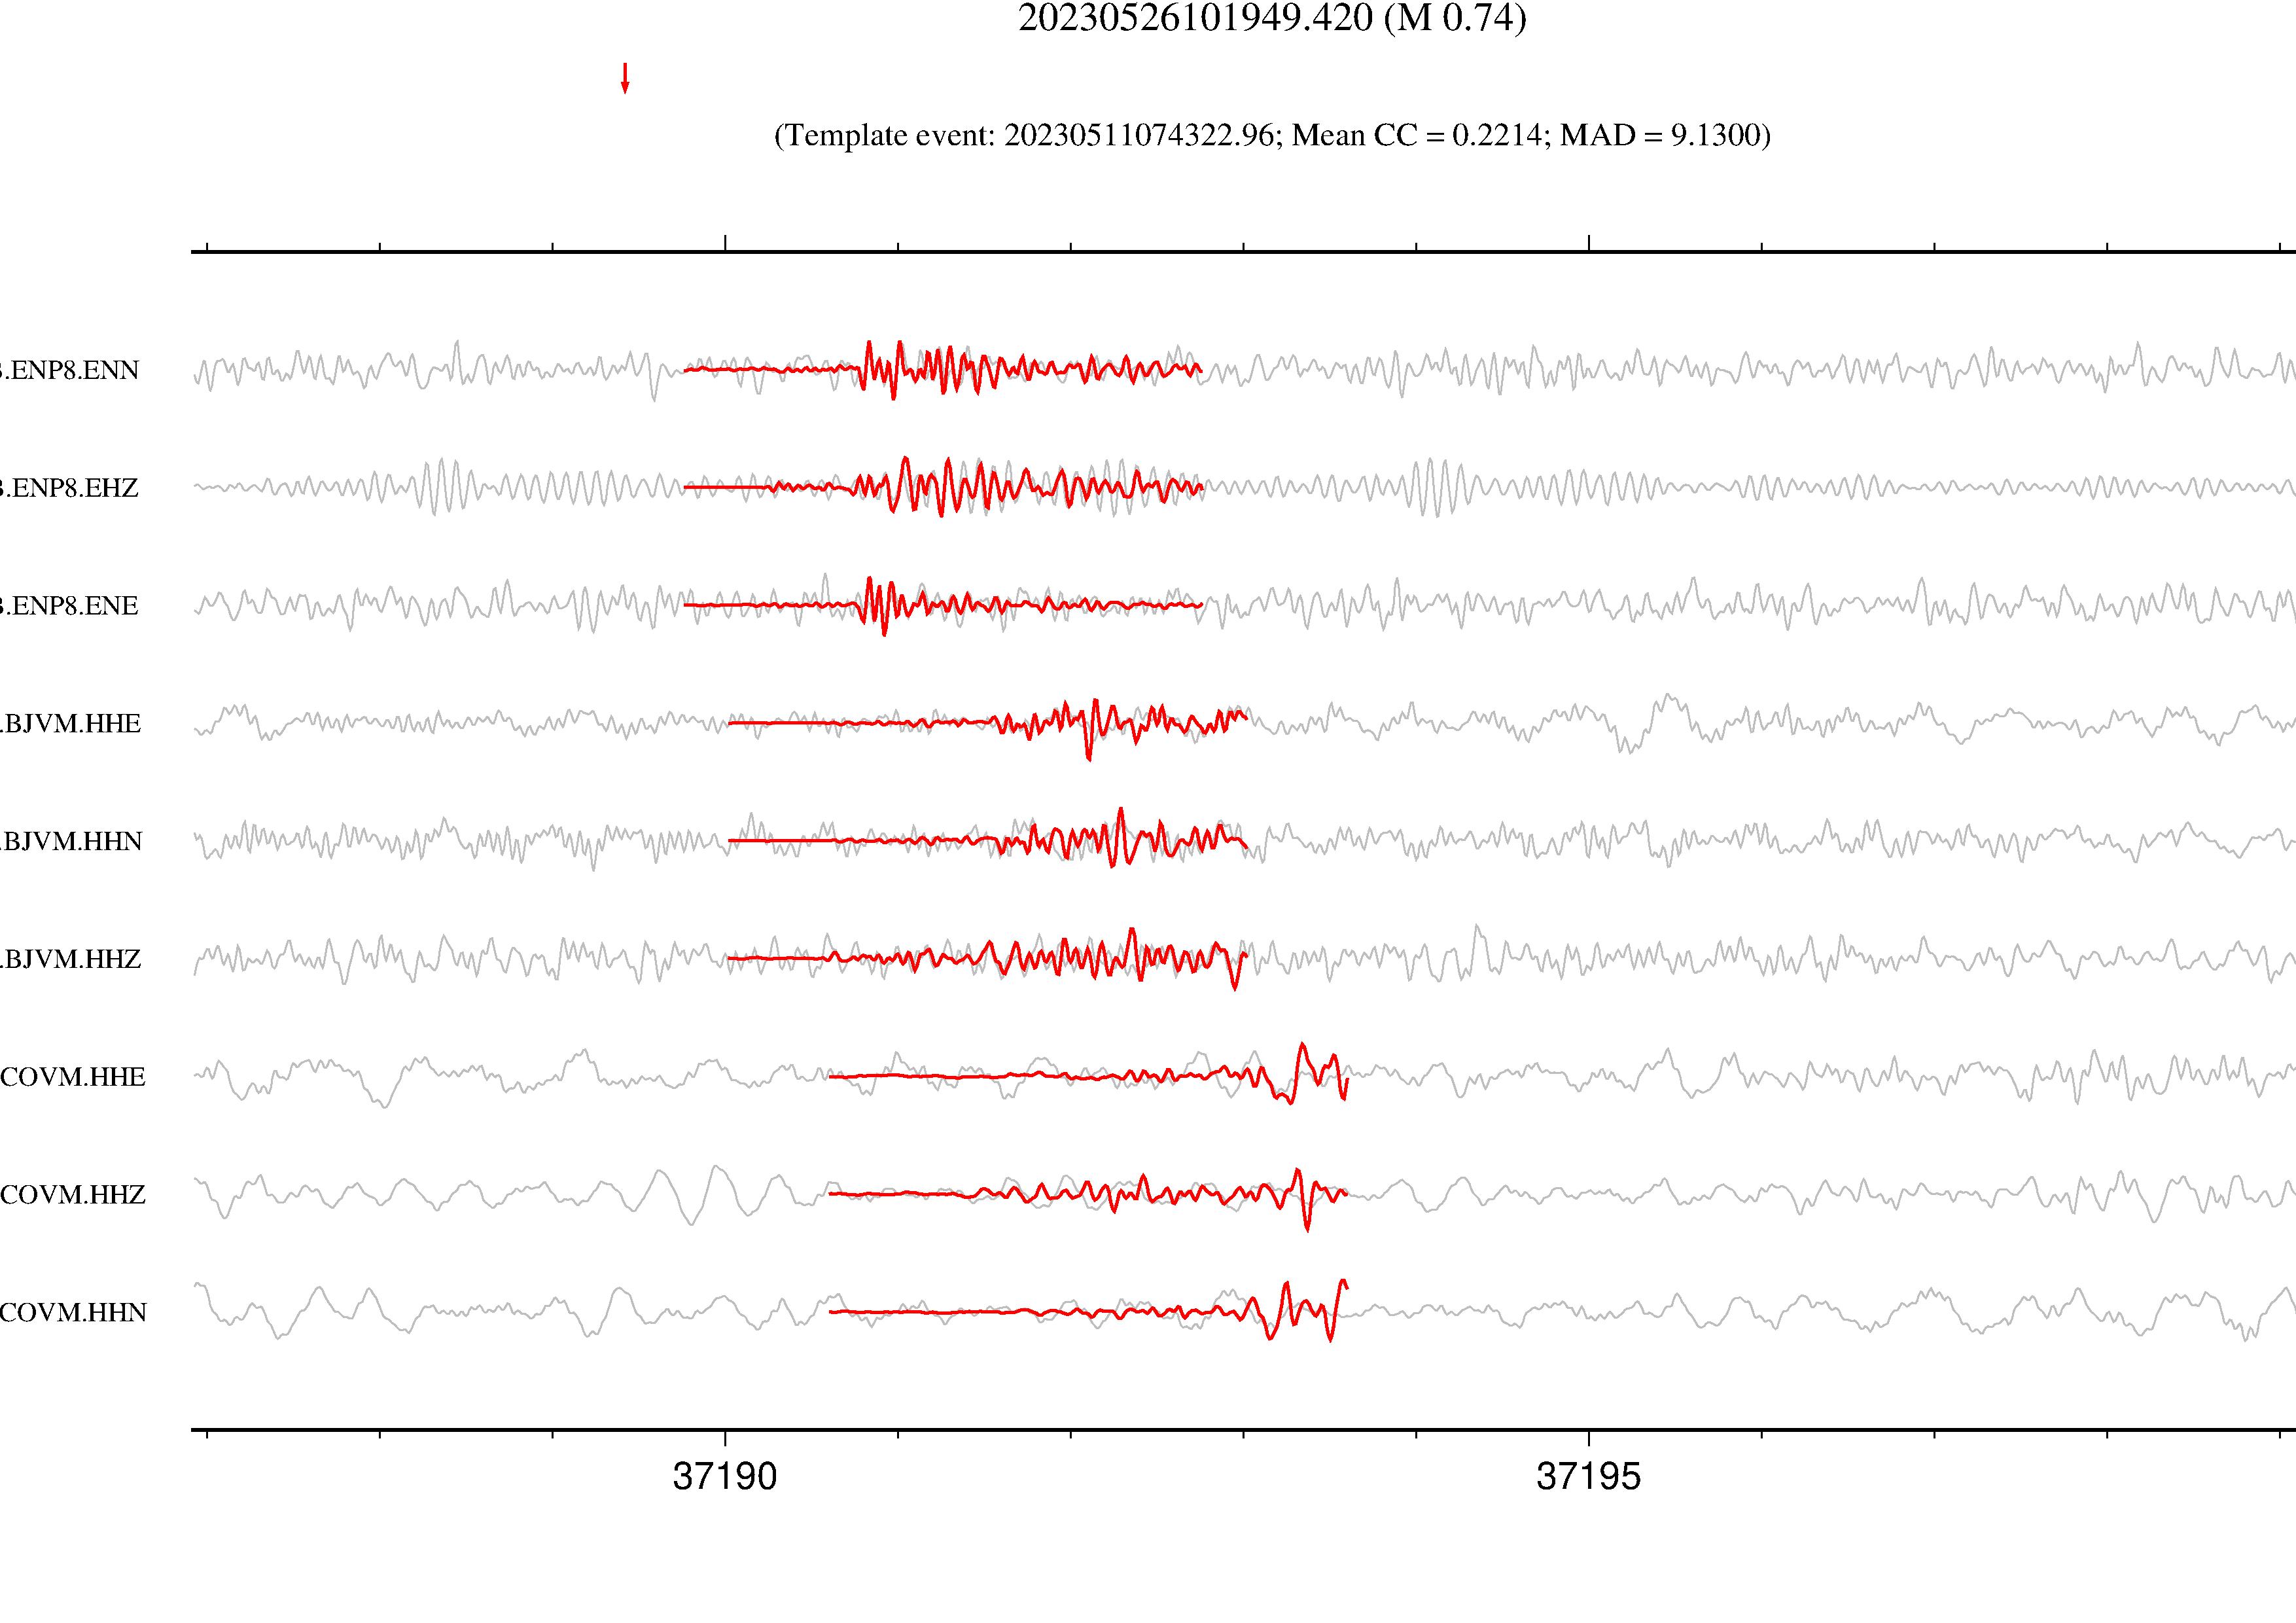 20230526101949.420 (M 0.74)
(Template event: 20230511074322.96; Mean CC = 0.2214; MAD = 9.1300)
.ENP8.ENN
.ENP8.EHZ
.ENP8.ENE
.BJVM.HHE
.BJVM.HHN
.BJVM.HHZ
COVM.HHE
COVM.HHZ
COVM.HHN
37190 37195